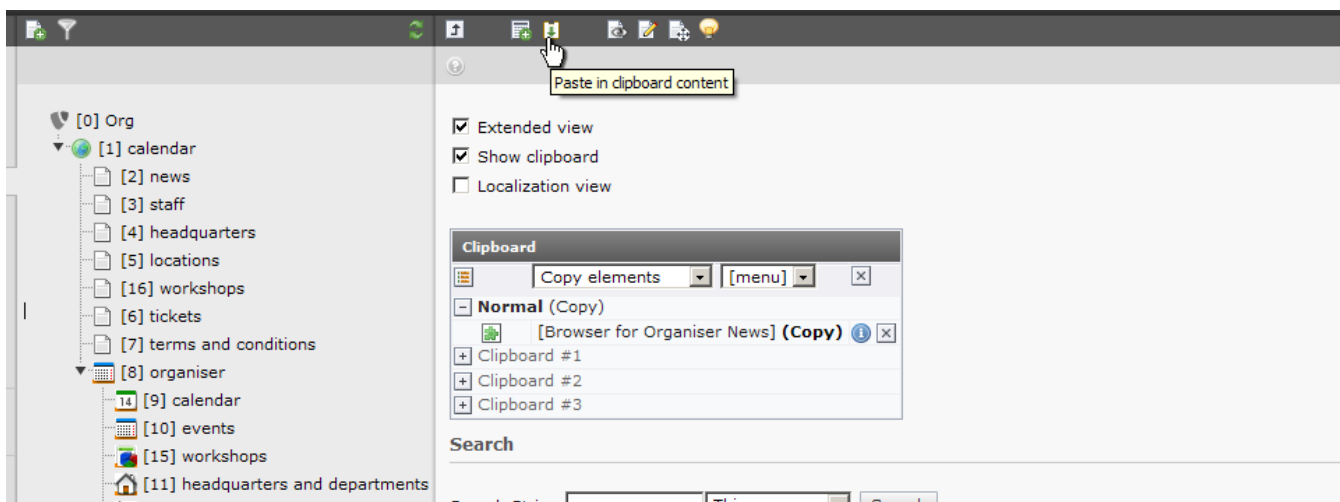 Paste in clipboard content
[0] Org
[1] calendar
[2] news
[3] staff
[4] headquarters
[5] locations
[16] workshops
[6] tickets
[7] terms and conditions
[8] organiser
14 [9] calendar
[10] events
[15] workshops
[11] headquarters and departments
Extended view
Show clipboard
Localization view
Clipboard
Copy elements [menu]
Normal (Copy)
[Browser for Organiser News] (Copy)
Clipboard #1
Clipboard #2
Clipboard #3
Search